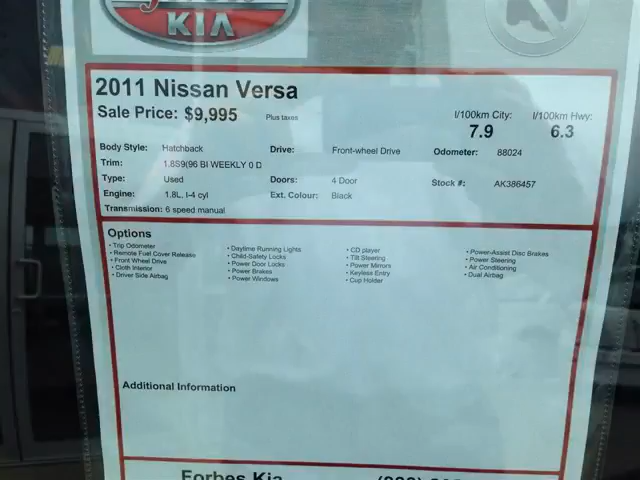 KIA
2011 Nissan Versa
Sale Price: $9,995 Plus taxes
l/100km City: l/100km Hwy:
7.9 6.3
Body Style: Hatchback Drive: Front-wheel Drive Odometer: 88024
Trim: 1.8S9(96 BI WEEKLY 0 D
Type: Used Doors: 4 Door Stock #: AK386457
Engine: 1.8L, I-4 cyl Ext. Colour: Black
Transmission: 6 speed manual
Options
• Trip Odometer
• Remote Fuel Cover Release
• Front Wheel Drive
• Cloth Interior
• Driver Side Airbag
• Daytime Running Lights
• Child-Safety Locks
• Power Door Locks
• Power Brakes
• Power Windows
• CD player
• Tilt Steering
• Power Mirrors
• Keyless Entry
• Cup Holder
• Power-Assist Disc Brakes
• Power Steering
• Air Conditioning
• Dual Airbag
Additional Information
Forbes Kia